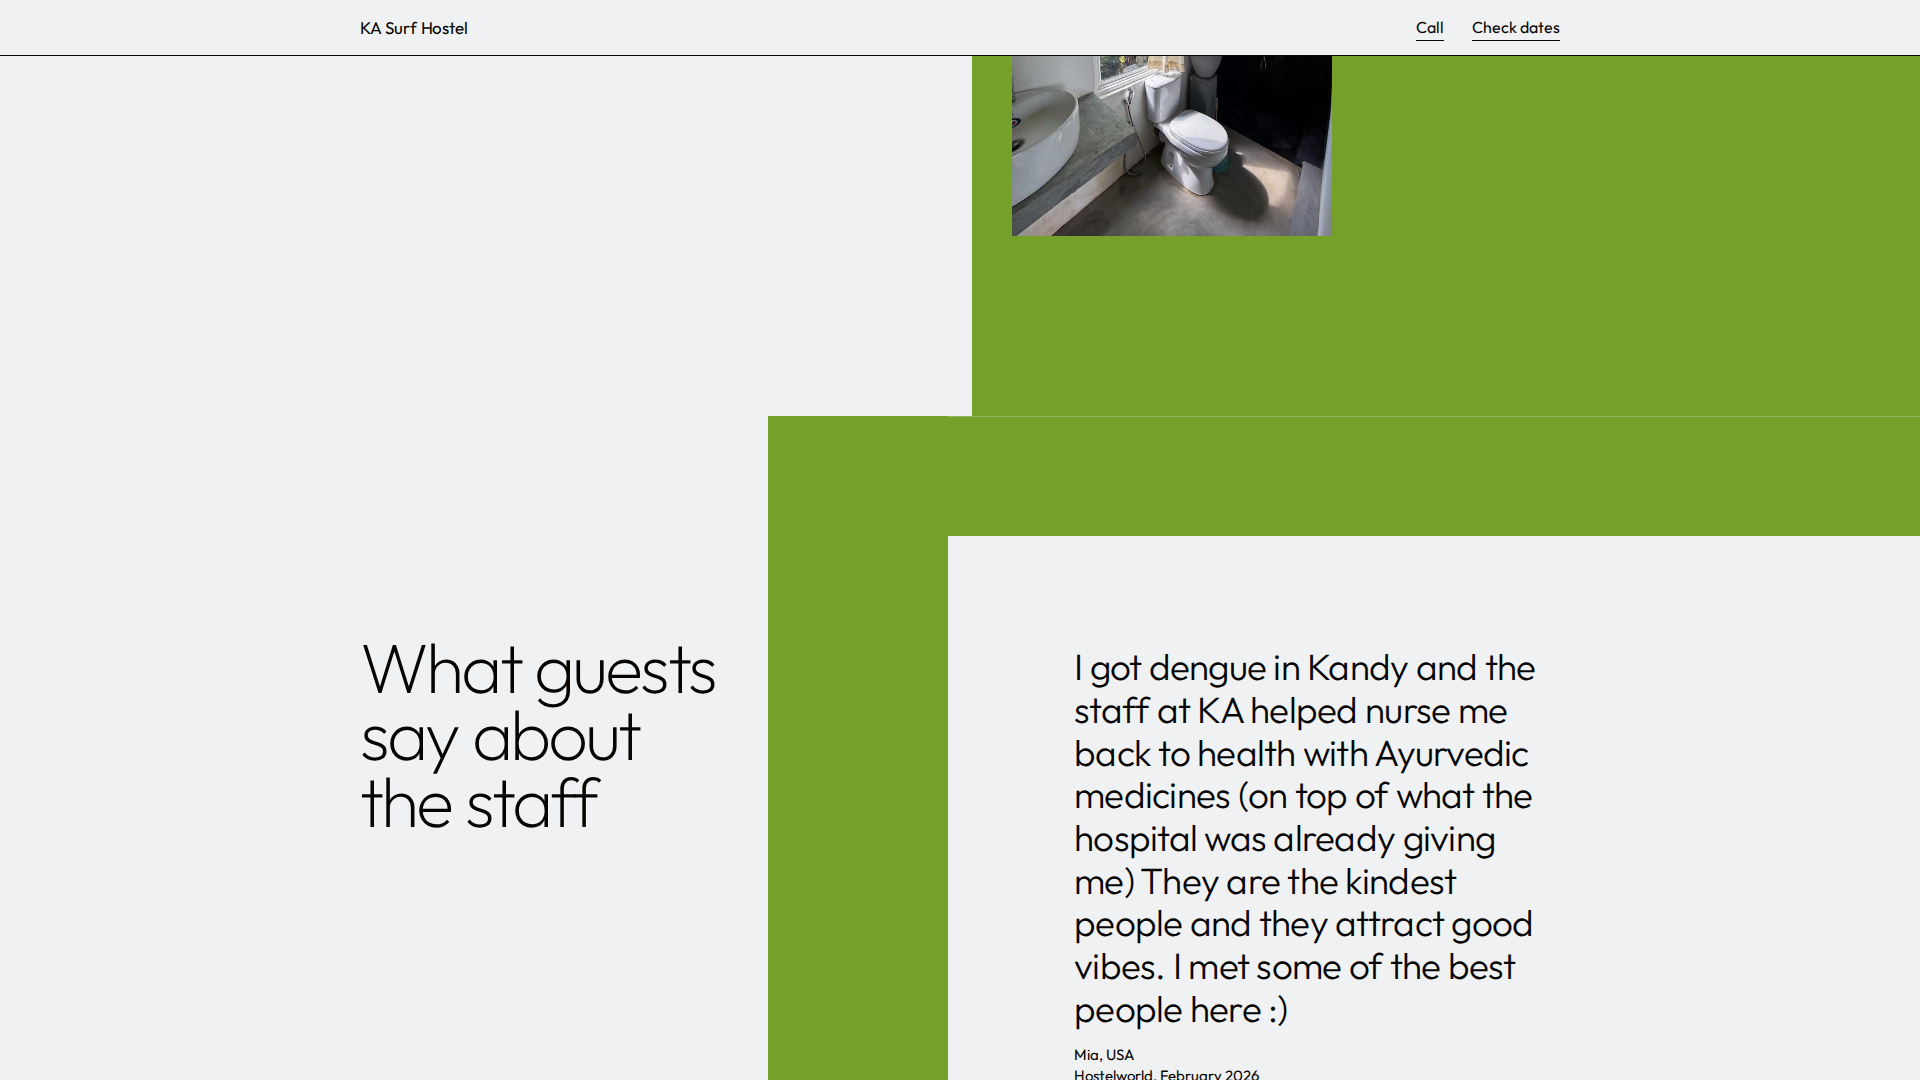 KA Surf Hostel
Call
Check dates
What guests
say about
the staff
I got dengue in Kandy and the
staff at KA helped nurse me
back to health with Ayurvedic
medicines (on top of what the
hospital was already giving
me) They are the kindest
people and they attract good
vibes. I met some of the best
people here :)
Mia, USA
Hostelworld, February 2026